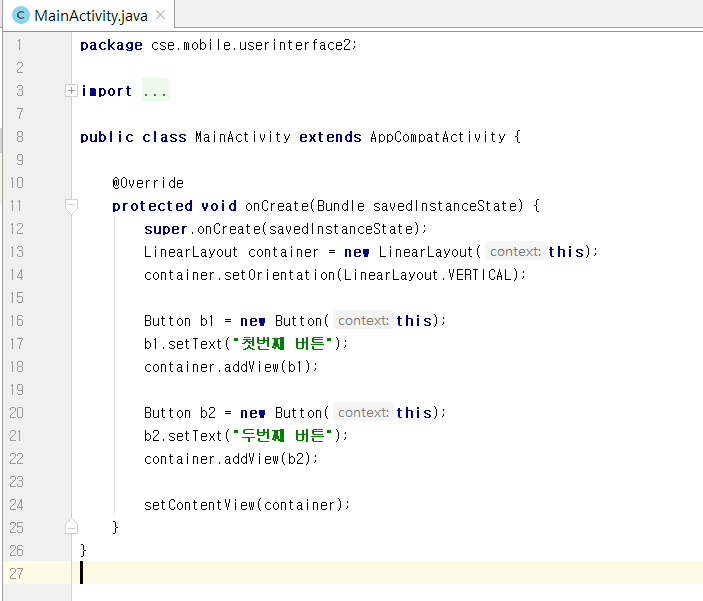 C MainActivity.java ×
1 package cse.mobile.userinterface2;
2
3 import ...
7
8 public class MainActivity extends AppCompatActivity {
9
10 @Override
11 protected void onCreate(Bundle savedInstanceState) {
12 super.onCreate(savedInstanceState);
13 LinearLayout container = new LinearLayout( context: this);
14 container.setOrientation(LinearLayout.VERTICAL);
15
16 Button b1 = new Button( context: this);
17 b1.setText("첫번째 버튼");
18 container.addView(b1);
19
20 Button b2 = new Button( context: this);
21 b2.setText("두번째 버튼");
22 container.addView(b2);
23
24 setContentView(container);
25 }
26 }
27